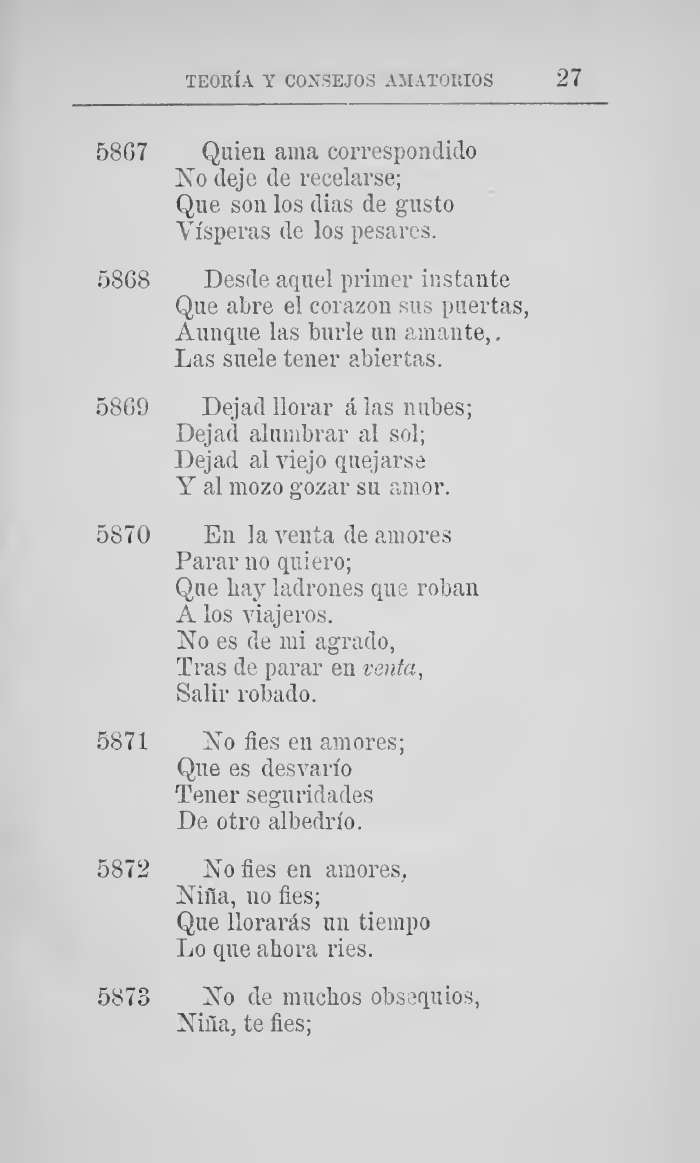 TEORÍA Y CONSEJOS AMATORIOS 27
5867 Quien ama correspondido
No deje de recelarse;
Que son los dias de gusto
Vísperas de los pesares.
5868 Desde aquel primer instante
Que abre el corazon sus puertas,
Aunque las burle un amante, .
Las suele tener abiertas.
5869 Dejad llorar á las nubes;
Dejad alumbrar al sol;
Dejad al viejo quejarse
Y al mozo gozar su amor.
5870 En la venta de amores
Parar no quiero;
Que hay ladrones que roban
A los viajeros.
No es de mi agrado,
Tras de parar en venta,
Salir robado.
5871 No fies en amores;
Que es desvarío
Tener seguridades
De otro albedrío.
5872 No fies en amores,
Niña, no fies;
Que llorarás un tiempo
Lo que ahora ries.
5873 No de muchos obsequios,
Niña, te fies;